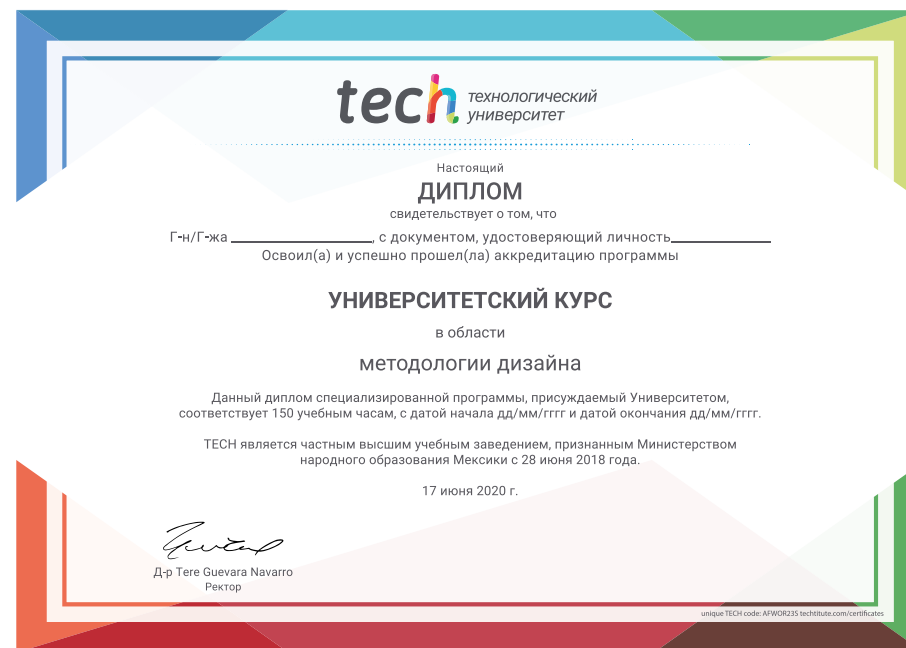 tech технологический
университет
Настоящий
ДИПЛОМ
свидетельствует о том, что
Г-н/Г-жа ____________________, с документом, удостоверяющий личность______________
Освоил(а) и успешно прошел(ла) аккредитацию программы
УНИВЕРСИТЕТСКИЙ КУРС
в области
методологии дизайна
Данный диплом специализированной программы, присуждаемый Университетом,
соответствует 150 учебным часам, с датой начала дд/мм/гггг и датой окончания дд/мм/гггг.
TECH является частным высшим учебным заведением, признанным Министерством
народного образования Мексики с 28 июня 2018 года.
17 июня 2020 г.
Д-р Tere Guevara Navarro
Ректор
unique TECH code: AFWOR23S techtitute.com/certificates